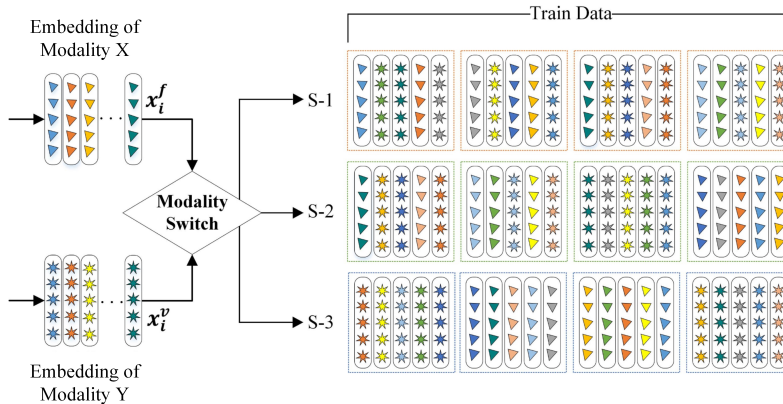 Train Data
Embedding of
Modality X
x_i^f
S-1
Modality
Switch
S-2
x_i^v
S-3
Embedding of
Modality Y